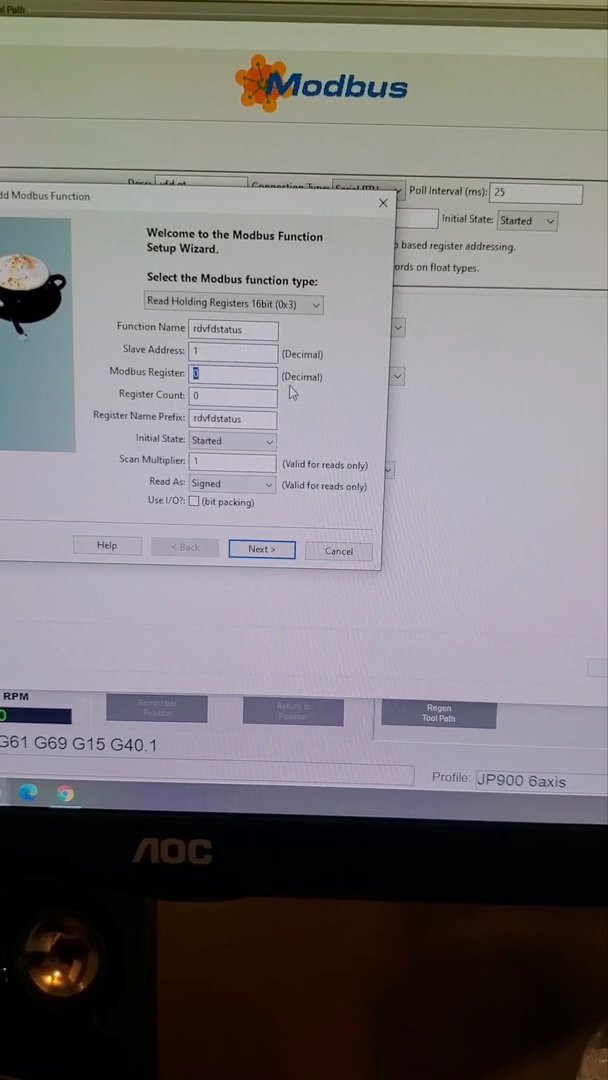 l Path
Modbus
Poll Interval (ms): 25
dd Modbus Function
Initial State: Started
Welcome to the Modbus Function
Setup Wizard.
based register addressing.
ords on float types.
Select the Modbus function type:
Read Holding Registers 16bit (0x3)
Function Name rdvfdstatus
Slave Address: 1 (Decimal)
Modbus Register: 0 (Decimal)
Register Count: 0
Register Name Prefix: rdvfdstatus
Initial State: Started
Scan Multiplier: 1 (Valid for reads only)
Read As: Signed (Valid for reads only)
Use I/O?: (bit packing)
Help < Back Next > Cancel
RPM
0
Remember
Position
Return to
Position
Regen
Tool Path
G61 G69 G15 G40.1
Profile: JP900 6axis
AOC